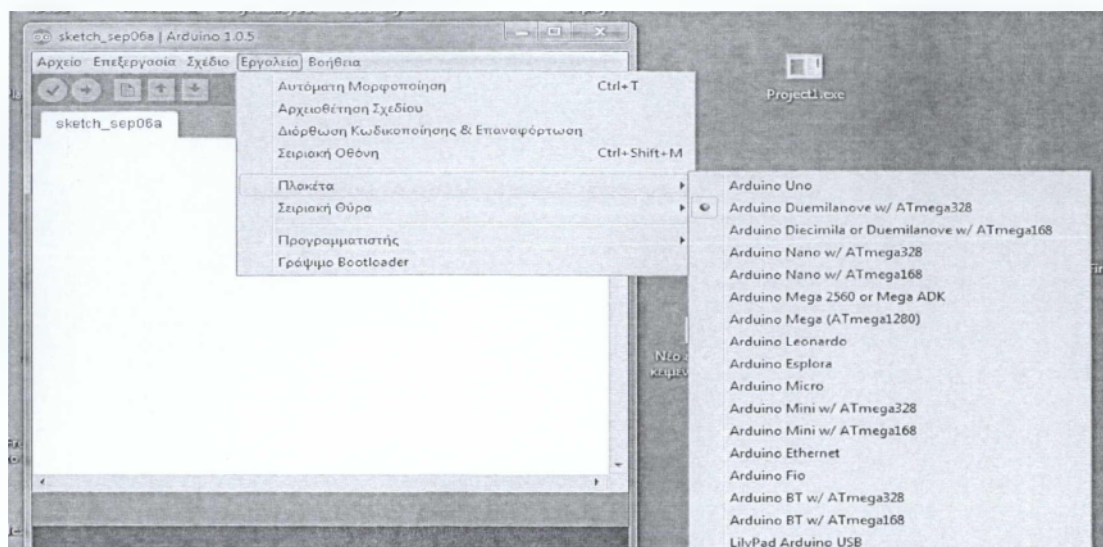 sketch_sep06a | Arduino 1.0.5
Αρχείο Επεξεργασία Σχέδιο Εργαλεία Βοήθεια
sketch_sep06a
Αυτόματη Μορφοποίηση Ctrl+T
Αρχειοθέτηση Σχεδίου
Διόρθωση Κωδικοποίησης & Επαναφόρτωση
Σειριακή Οθόνη Ctrl+Shift+M
Πλακέτα
Σειριακή Θύρα
Προγραμματιστής
Γράψιμο Bootloader
Arduino Uno
Arduino Duemilanove w/ ATmega328
Arduino Diecimila or Duemilanove w/ ATmega168
Arduino Nano w/ ATmega328
Arduino Nano w/ ATmega168
Arduino Mega 2560 or Mega ADK
Arduino Mega (ATmega1280)
Arduino Leonardo
Arduino Esplora
Arduino Micro
Arduino Mini w/ ATmega328
Arduino Mini w/ ATmega168
Arduino Ethernet
Arduino Fio
Arduino BT w/ ATmega328
Arduino BT w/ ATmega168
LilyPad Arduino USB
Project1.exe
Νέο